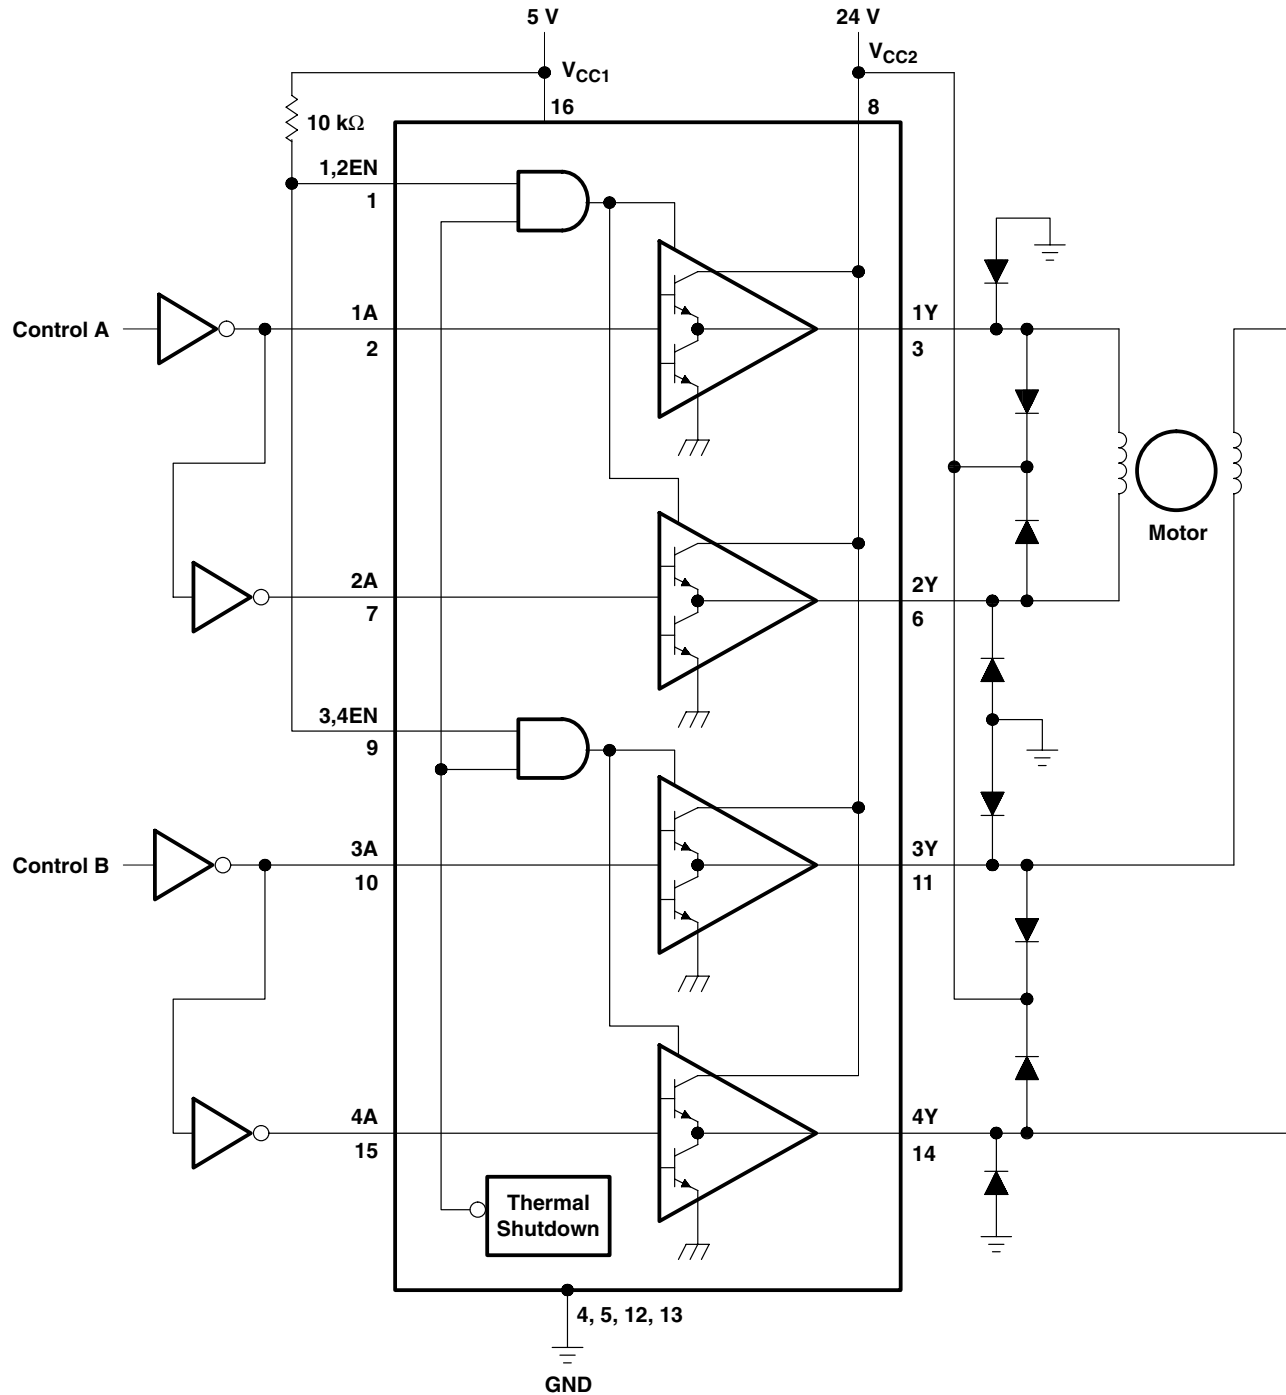 5 V
24 V
VCC1
VCC2
16
8
10 kΩ
1,2EN
1
Control A
1A
2
1Y
3
Motor
2A
7
2Y
6
3,4EN
9
Control B
3A
10
3Y
11
4A
15
4Y
14
Thermal
Shutdown
4, 5, 12, 13
GND